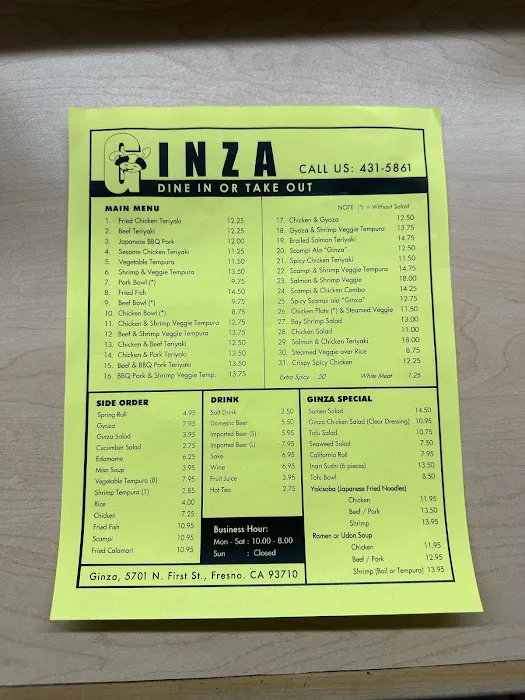 GINZA
CALL US: 431-5861
DINE IN OR TAKE OUT
MAIN MENU
1. Fried Chicken Teriyaki 12.25
2. Beef Teriyaki 12.25
3. Japanese BBQ Pork 12.00
4. Sesame Chicken Teriyaki 11.25
5. Vegetable Tempura 11.50
6. Shrimp & Veggie Tempura 13.50
7. Pork Bowl (*) 9.75
8. Fried Fish 11.50
9. Beef Bowl (*) 9.75
10. Chicken Bowl (*) 8.75
11. Chicken & Shrimp Veggie Tempura 12.75
12. Beef & Shrimp Veggie Tempura 13.75
13. Chicken & Beef Teriyaki 12.50
14. Chicken & Pork Teriyaki 12.50
15. Beef & BBQ Pork Teriyaki 13.50
16. BBQ Pork & Shrimp Veggie Temp. 13.75
NOTE: (*) = Without Salad
17. Chicken & Gyoza 12.50
18. Gyoza & Shrimp Veggie Tempura 13.75
19. Broiled Salmon Teriyaki 14.75
20. Scampi Ala "Ginza" 12.50
21. Spicy Chicken Teriyaki 11.50
22. Scampi & Shrimp Veggie Tempura 14.75
23. Salmon & Shrimp Veggie 18.00
24. Scampi & Chicken Combo 14.25
25. Spicy Scampi ala "Ginza" 12.75
26. Chicken Plate (*) & Steamed Veggie 11.50
27. Bay Shrimp Salad 13.00
28. Chicken Salad 11.00
29. Salmon & Chicken Teriyaki 18.00
30. Steamed Veggie over Rice 8.75
31. Crispy Spicy Chicken 12.25
Extra Spicy .50 White Meat 1.25
SIDE ORDER
Spring Roll 4.95
Gyoza 7.95
Ginza Salad 3.95
Cucumber Salad 2.75
Edamame 6.25
Miso Soup 3.95
Vegetable Tempura (8) 7.95
Shrimp Tempura (1) 2.85
Rice 4.00
Chicken 7.25
Fried Fish 10.95
Scampi 10.95
Fried Calamari 10.95
DRINK
Soft Drink 3.50
Domestic Beer 5.50
Imported Beer (S) 5.95
Imported Beer (L) 7.95
Sake 6.95
Wine 6.95
Fruit Juice 3.95
Hot Tea 2.75
Business Hour:
Mon - Sat : 10.00 - 8.00
Sun : Closed
GINZA SPECIAL
Somen Salad 14.50
Ginza Chicken Salad (Clear Dressing) 10.95
Tofu Salad 10.75
Seaweed Salad 7.50
California Roll 7.95
Inari Sushi (6 pieces) 13.50
Tofu Bowl 8.50
Yakisoba (Japanese Fried Noodles)
Chicken 11.95
Beef / Pork 13.50
Shrimp 13.95
Ramen or Udon Soup
Chicken 11.95
Beef / Pork 12.95
Shrimp (Boil or Tempura) 13.95
Ginza, 5701 N. First St., Fresno, CA 93710